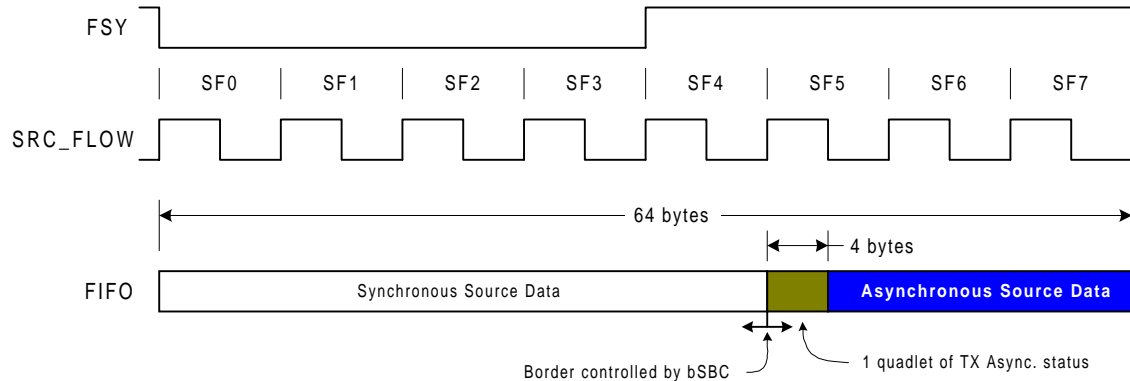 FSY
SF0 SF1 SF2 SF3 SF4 SF5 SF6 SF7
SRC_FLOW
64 bytes
4 bytes
FIFO
Synchronous Source Data
Asynchronous Source Data
Border controlled by bSBC
1 quadlet of TX Async. status